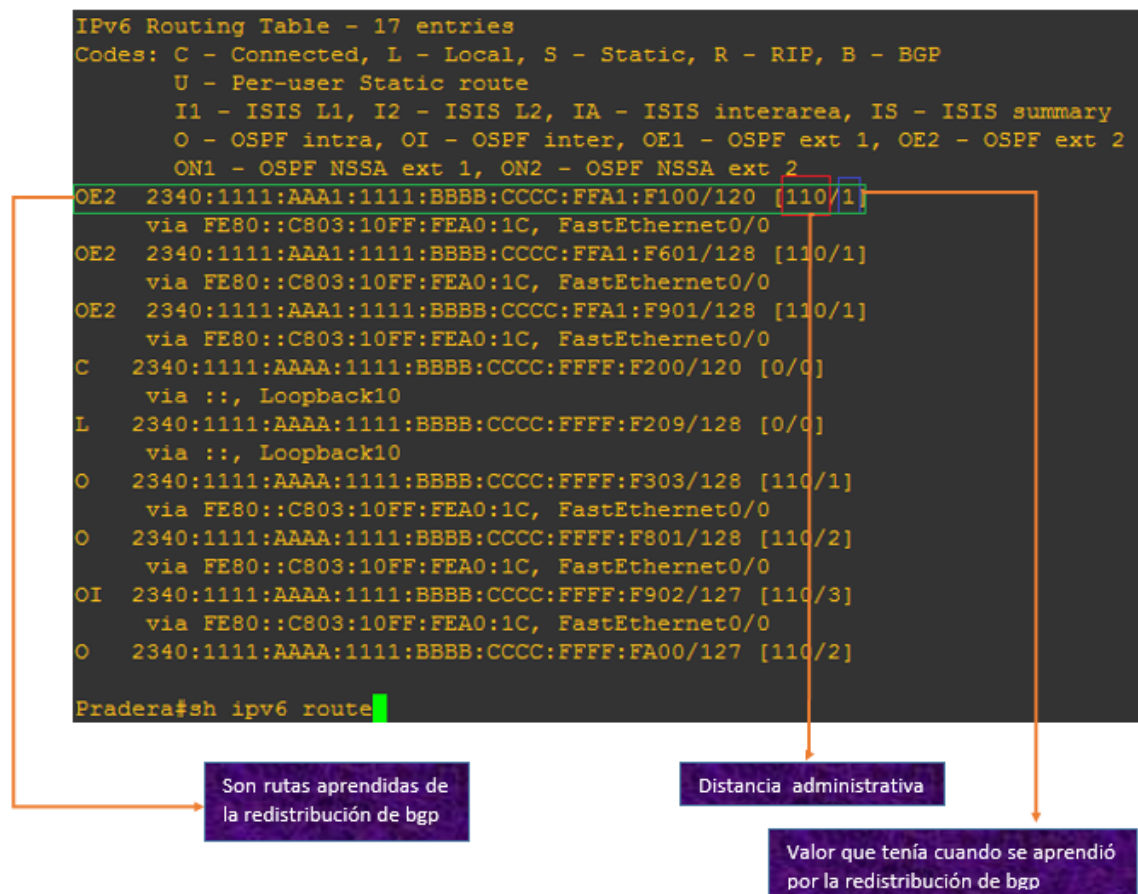 IPv6 Routing Table - 17 entries
Codes: C - Connected, L - Local, S - Static, R - RIP, B - BGP
U - Per-user Static route
I1 - ISIS L1, I2 - ISIS L2, IA - ISIS interarea, IS - ISIS summary
O - OSPF intra, OI - OSPF inter, OE1 - OSPF ext 1, OE2 - OSPF ext 2
ON1 - OSPF NSSA ext 1, ON2 - OSPF NSSA ext 2
OE2 2340:1111:AAA1:1111:BBBB:CCCC:FFA1:F100/120 [110/1]
via FE80::C803:10FF:FEA0:1C, FastEthernet0/0
OE2 2340:1111:AAA1:1111:BBBB:CCCC:FFA1:F601/128 [110/1]
via FE80::C803:10FF:FEA0:1C, FastEthernet0/0
OE2 2340:1111:AAA1:1111:BBBB:CCCC:FFA1:F901/128 [110/1]
via FE80::C803:10FF:FEA0:1C, FastEthernet0/0
C 2340:1111:AAAA:1111:BBBB:CCCC:FFFF:F200/120 [0/0]
via ::, Loopback10
L 2340:1111:AAAA:1111:BBBB:CCCC:FFFF:F209/128 [0/0]
via ::, Loopback10
O 2340:1111:AAAA:1111:BBBB:CCCC:FFFF:F303/128 [110/1]
via FE80::C803:10FF:FEA0:1C, FastEthernet0/0
O 2340:1111:AAAA:1111:BBBB:CCCC:FFFF:F801/128 [110/2]
via FE80::C803:10FF:FEA0:1C, FastEthernet0/0
OI 2340:1111:AAAA:1111:BBBB:CCCC:FFFF:F902/127 [110/3]
via FE80::C803:10FF:FEA0:1C, FastEthernet0/0
O 2340:1111:AAAA:1111:BBBB:CCCC:FFFF:FA00/127 [110/2]
Pradera#sh ipv6 route
Son rutas aprendidas de
la redistribución de bgp
Distancia administrativa
Valor que tenía cuando se aprendió
por la redistribución de bgp